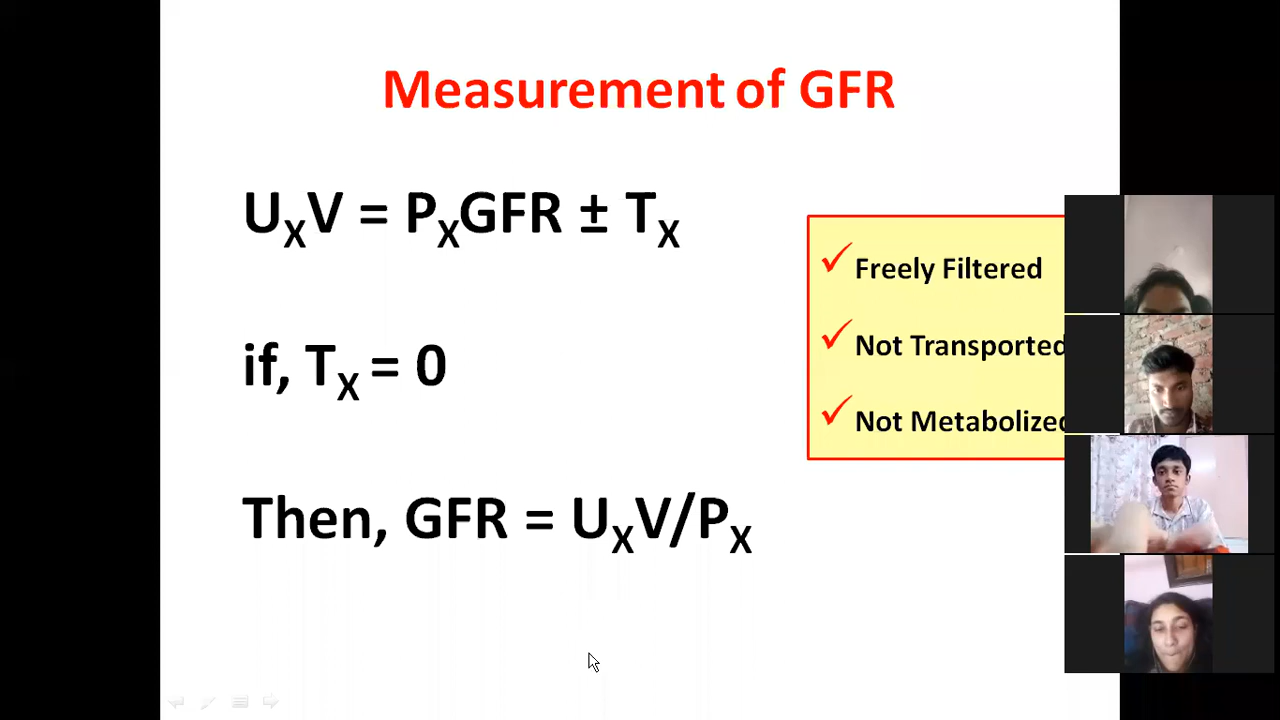 Measurement of GFR
UₓV = PₓGFR ± Tₓ
if, Tₓ = 0
Then, GFR = UₓV/Pₓ
✓Freely Filtered
✓Not Transported
✓Not Metabolized